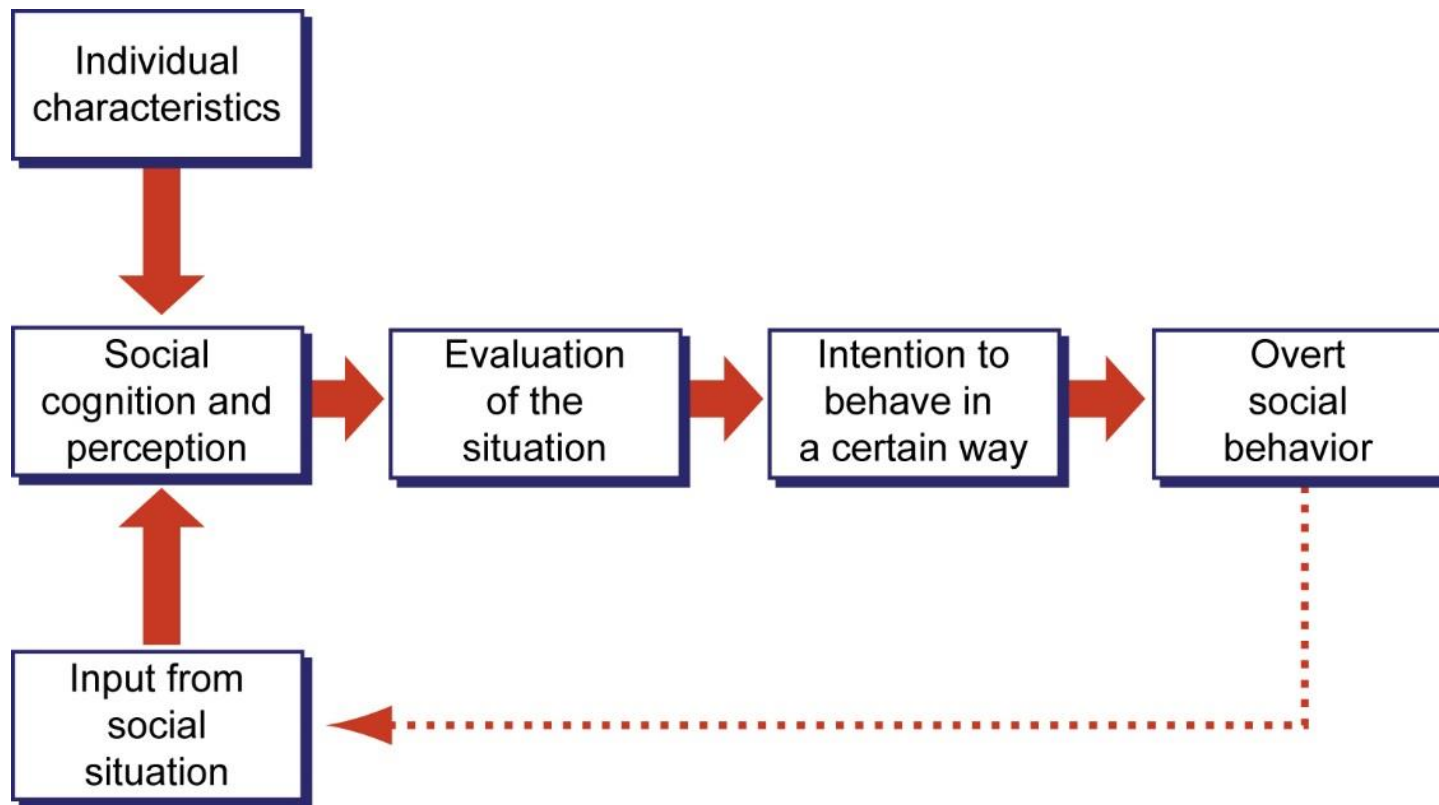 Individual
characteristics
Social
cognition and
perception
Evaluation
of the
situation
Intention to
behave in
a certain way
Overt
social
behavior
Input from
social
situation